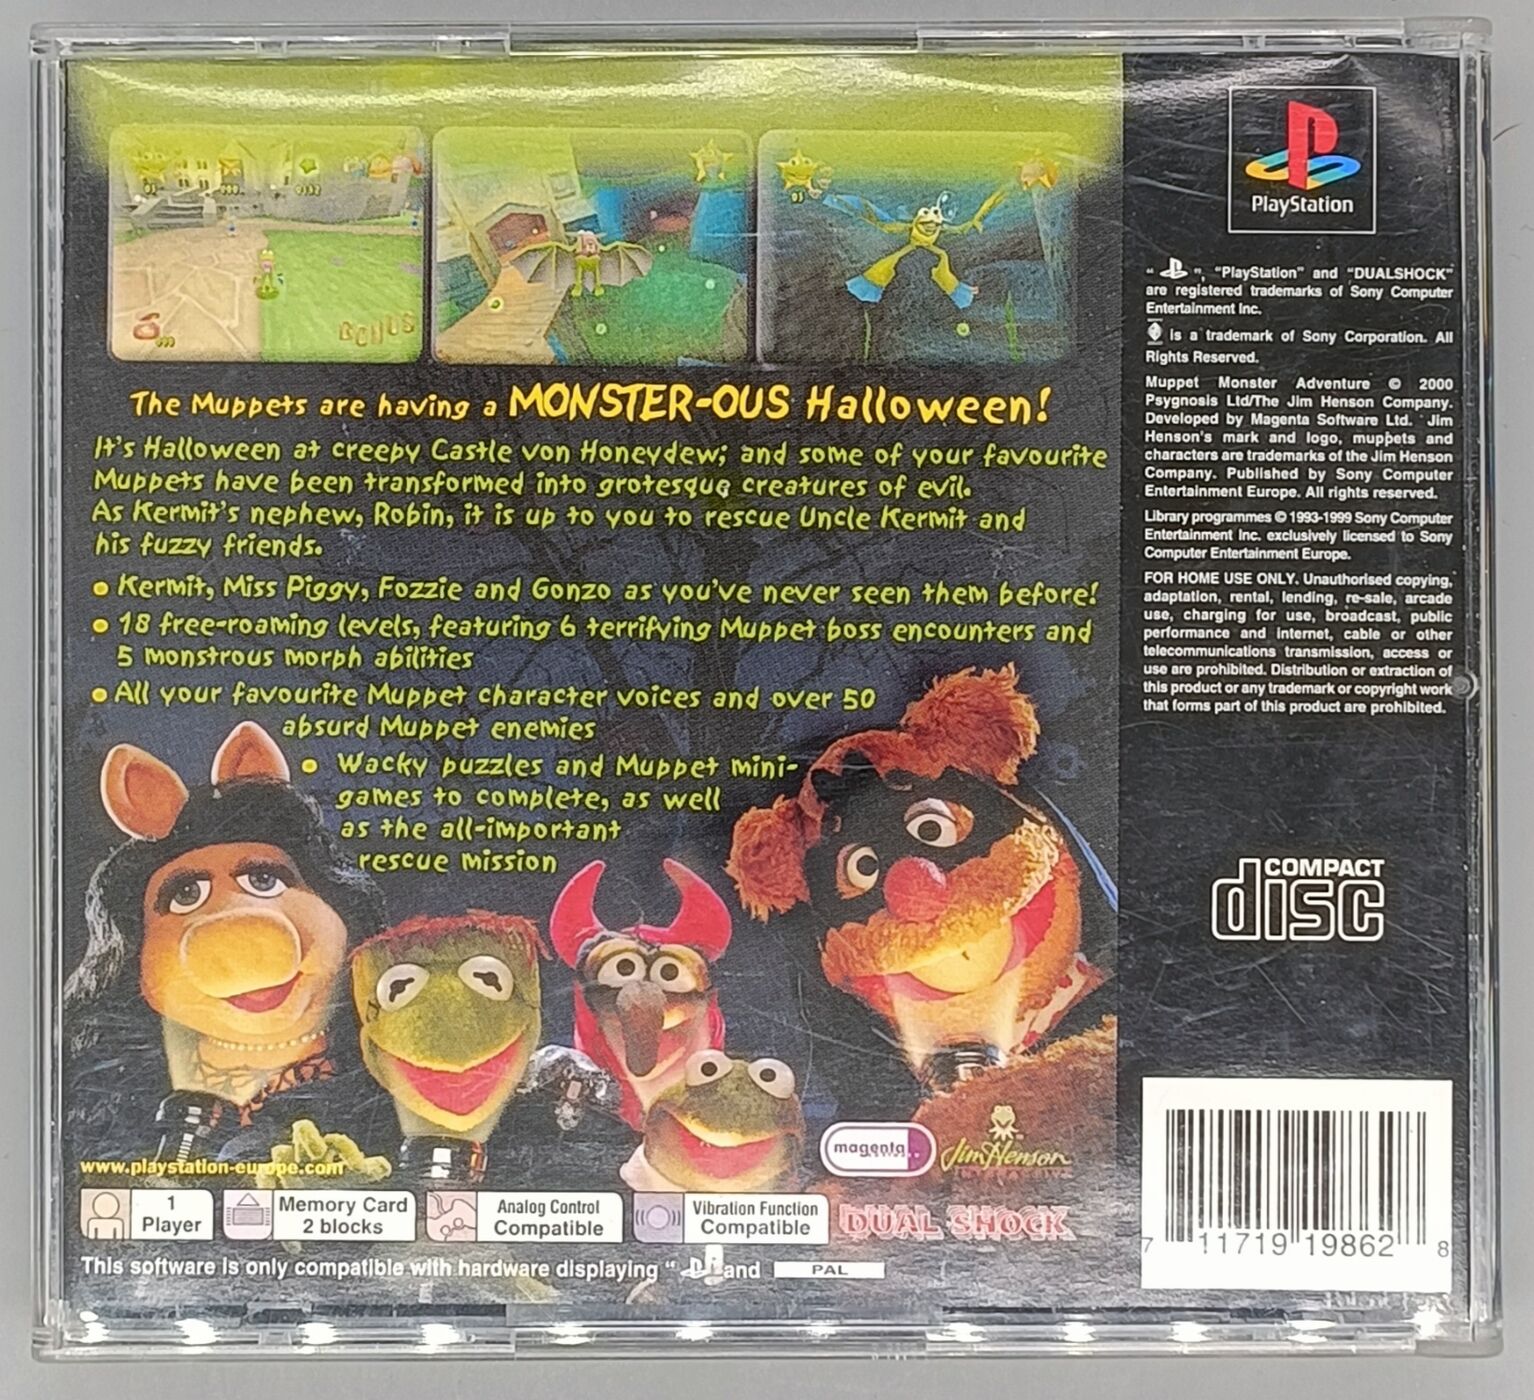 The Muppets are having a MONSTER-OUS Halloween!
It's Halloween at creepy Castle von Honeydew; and some of your favourite
Muppets have been transformed into grotesque creatures of evil.
As Kermit's nephew, Robin, it is up to you to rescue Uncle Kermit and
his fuzzy friends.
• Kermit, Miss Piggy, Fozzie and Gonzo as you've never seen them before!
• 18 free-roaming levels, featuring 6 terrifying Muppet boss encounters and
5 monstrous morph abilities
• All your favourite Muppet character voices and over 50
absurd Muppet enemies
• Wacky puzzles and Muppet mini-
games to complete, as well
as the all-important
rescue mission
BONUS
www.playstation-europe.com
magenta
Jim Henson
1
Player
Memory Card
2 blocks
Analog Control
Compatible
Vibration Function
Compatible
DUAL SHOCK
This software is only compatible with hardware displaying " and PAL
PlayStation
" ", "PlayStation" and "DUALSHOCK"
are registered trademarks of Sony Computer
Entertainment Inc.
is a trademark of Sony Corporation. All
Rights Reserved.
Muppet Monster Adventure © 2000
Psygnosis Ltd/The Jim Henson Company.
Developed by Magenta Software Ltd. Jim
Henson's mark and logo, muppets and
characters are trademarks of the Jim Henson
Company. Published by Sony Computer
Entertainment Europe. All rights reserved.
Library programmes © 1993-1999 Sony Computer
Entertainment Inc. exclusively licensed to Sony
Computer Entertainment Europe.
FOR HOME USE ONLY. Unauthorised copying,
adaptation, rental, lending, re-sale, arcade
use, charging for use, broadcast, public
performance and internet, cable or other
telecommunications transmission, access or
use are prohibited. Distribution or extraction of
this product or any trademark or copyright work
that forms part of this product are prohibited.
COMPACT
disc
7 11719 19862 8